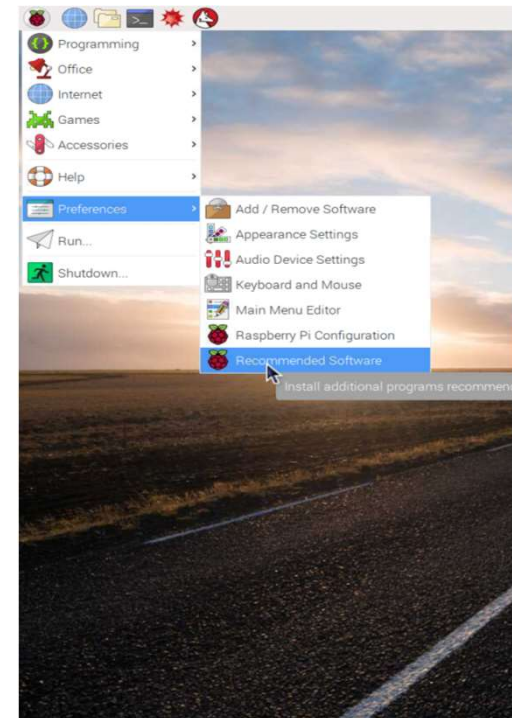 Programming
Office
Internet
Games
Accessories
Help
Preferences
Run...
Shutdown...
Add / Remove Software
Appearance Settings
Audio Device Settings
Keyboard and Mouse
Main Menu Editor
Raspberry Pi Configuration
Recommended Software
Install additional programs recommen